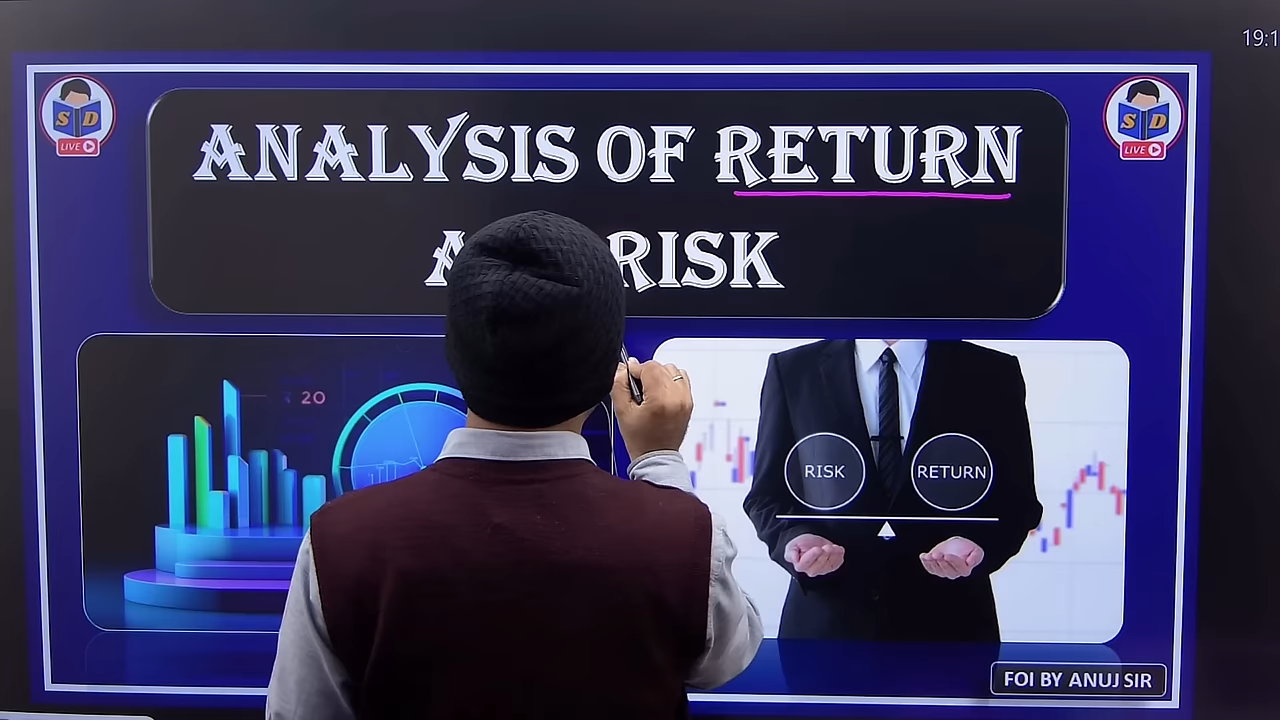 19:1
S D
LIVE
S D
LIVE
ANALYSIS OF RETURN
RISK
20
RISK
RETURN
FOI BY ANUJ SIR